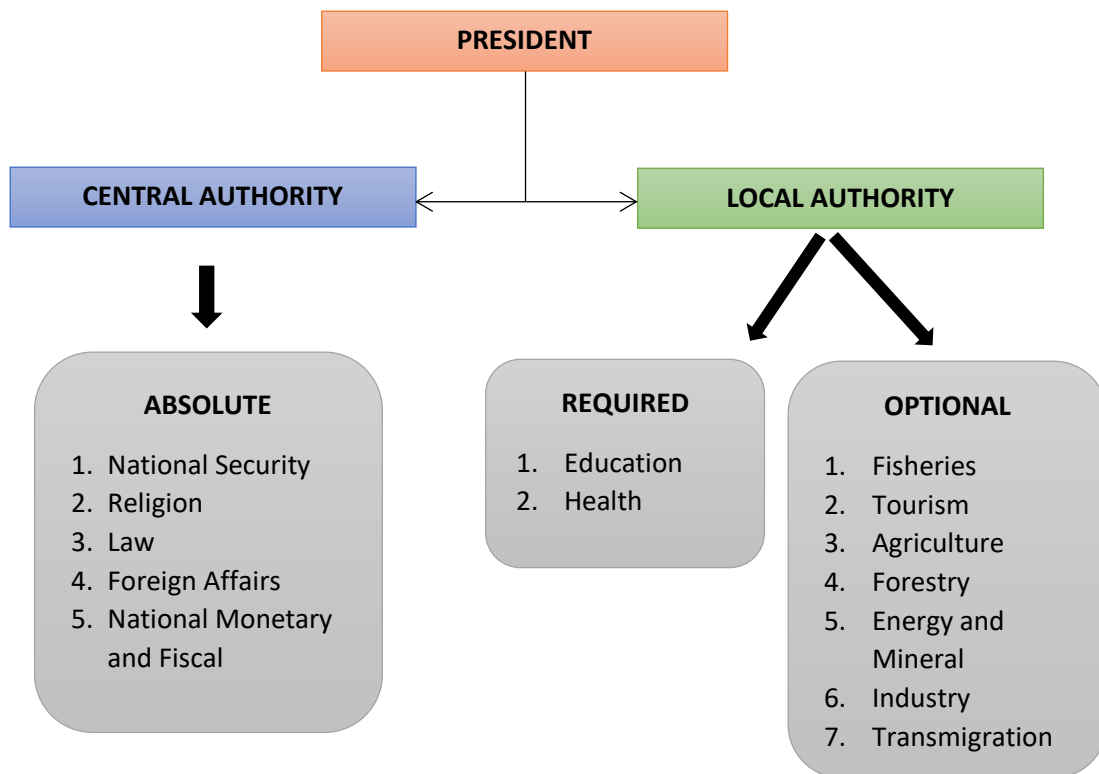 PRESIDENT
CENTRAL AUTHORITY
LOCAL AUTHORITY
ABSOLUTE
1. National Security
2. Religion
3. Law
4. Foreign Affairs
5. National Monetary
and Fiscal
REQUIRED
1. Education
2. Health
OPTIONAL
1. Fisheries
2. Tourism
3. Agriculture
4. Forestry
5. Energy and
Mineral
6. Industry
7. Transmigration